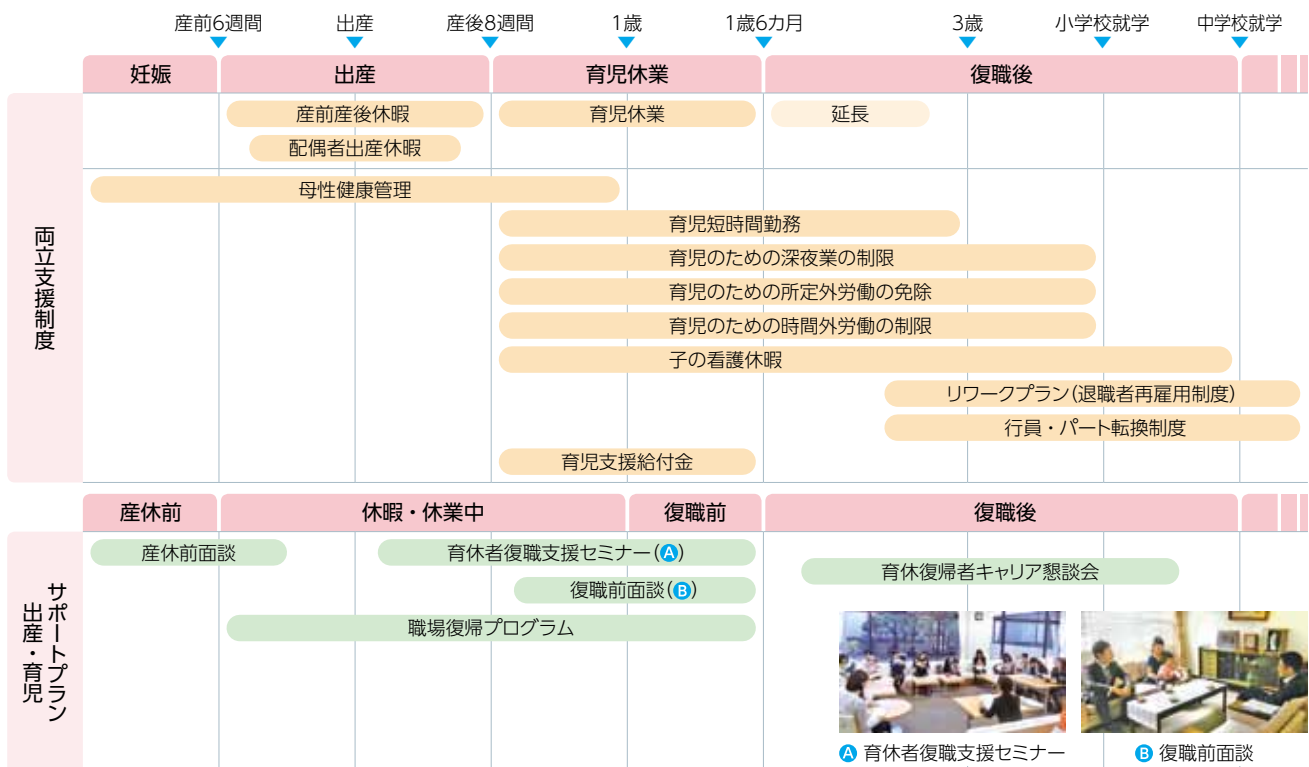 産前6週間 出産 産後8週間 1歳 1歳6カ月 3歳 小学校就学 中学校就学
妊娠 出産 育児休業 復職後
両立支援制度
産前産後休暇 育児休業 延長
配偶者出産休暇
母性健康管理
育児短時間勤務
育児のための深夜業の制限
育児のための所定外労働の免除
育児のための時間外労働の制限
子の看護休暇
リワークプラン(退職者再雇用制度)
行員・パート転換制度
育児支援給付金
産休前 休暇・休業中 復職前 復職後
出産・育児
サポートプラン
産休前面談 育休者復職支援セミナー(A)
育休復帰者キャリア懇談会
復職前面談(B)
職場復帰プログラム
A 育休者復職支援セミナー B 復職前面談